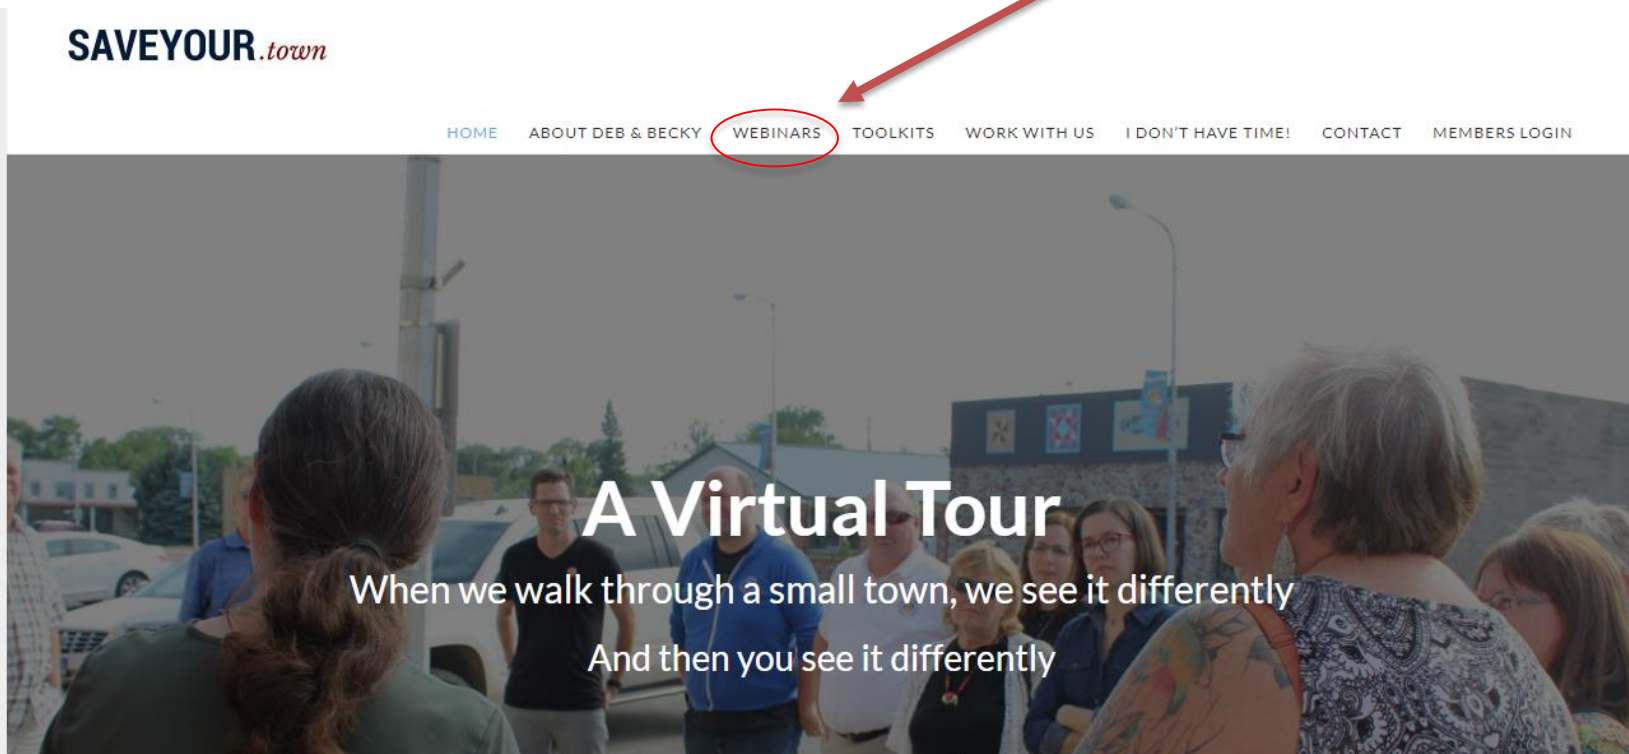 SAVEYOUR.town
HOME ABOUT DEB & BECKY WEBINARS TOOLKITS WORK WITH US I DON'T HAVE TIME! CONTACT MEMBERS LOGIN
A Virtual Tour
When we walk through a small town, we see it differently
And then you see it differently